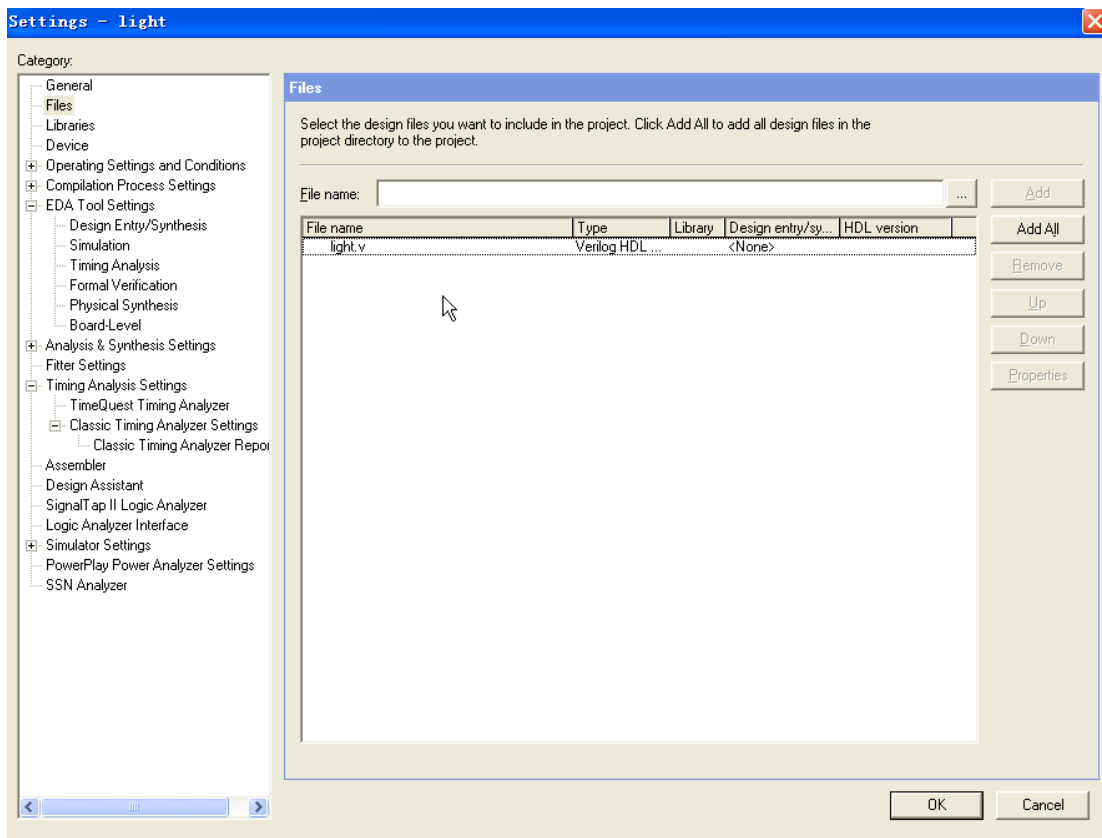 Settings - light
Category:
General
Files
Libraries
Device
Operating Settings and Conditions
Compilation Process Settings
EDA Tool Settings
Design Entry/Synthesis
Simulation
Timing Analysis
Formal Verification
Physical Synthesis
Board-Level
Analysis & Synthesis Settings
Fitter Settings
Timing Analysis Settings
TimeQuest Timing Analyzer
Classic Timing Analyzer Settings
Classic Timing Analyzer Repor
Assembler
Design Assistant
SignalTap II Logic Analyzer
Logic Analyzer Interface
Simulator Settings
PowerPlay Power Analyzer Settings
SSN Analyzer
Files
Select the design files you want to include in the project. Click Add All to add all design files in the
project directory to the project.
File name: ... Add
File name Type Library Design entry/sy... HDL version Add All
light.v Verilog HDL ... <None>
Remove
Up
Down
Properties
OK Cancel